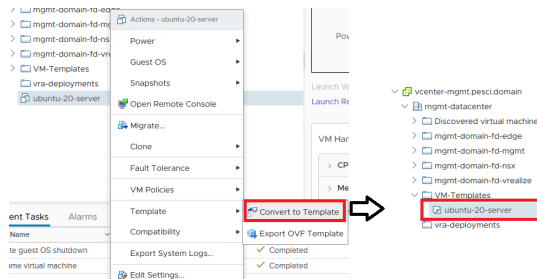 mgmt-domain-fd-edge
mgmt-domain-fd-mg
mgmt-domain-fd-ns
mgmt-domain-fd-vre
VM-Templates
vra-deployments
ubuntu-20-server
Actions - ubuntu-20-server
Power
Guest OS
Snapshots
Open Remote Console
Migrate...
Clone
Fault Tolerance
VM Policies
Template
Compatibility
Export System Logs...
Edit Settings...
Convert to Template
Export OVF Template
Pow
Launch W
Launch Re
VM Har
CP
Me
ent Tasks
Alarms
Name
te guest OS shutdown
me virtual machine
Completed
Completed
vcenter-mgmt.pesci.domain
mgmt-datacenter
Discovered virtual machine
mgmt-domain-fd-edge
mgmt-domain-fd-mgmt
mgmt-domain-fd-nsx
mgmt-domain-fd-vrealize
VM-Templates
ubuntu-20-server
vra-deployments